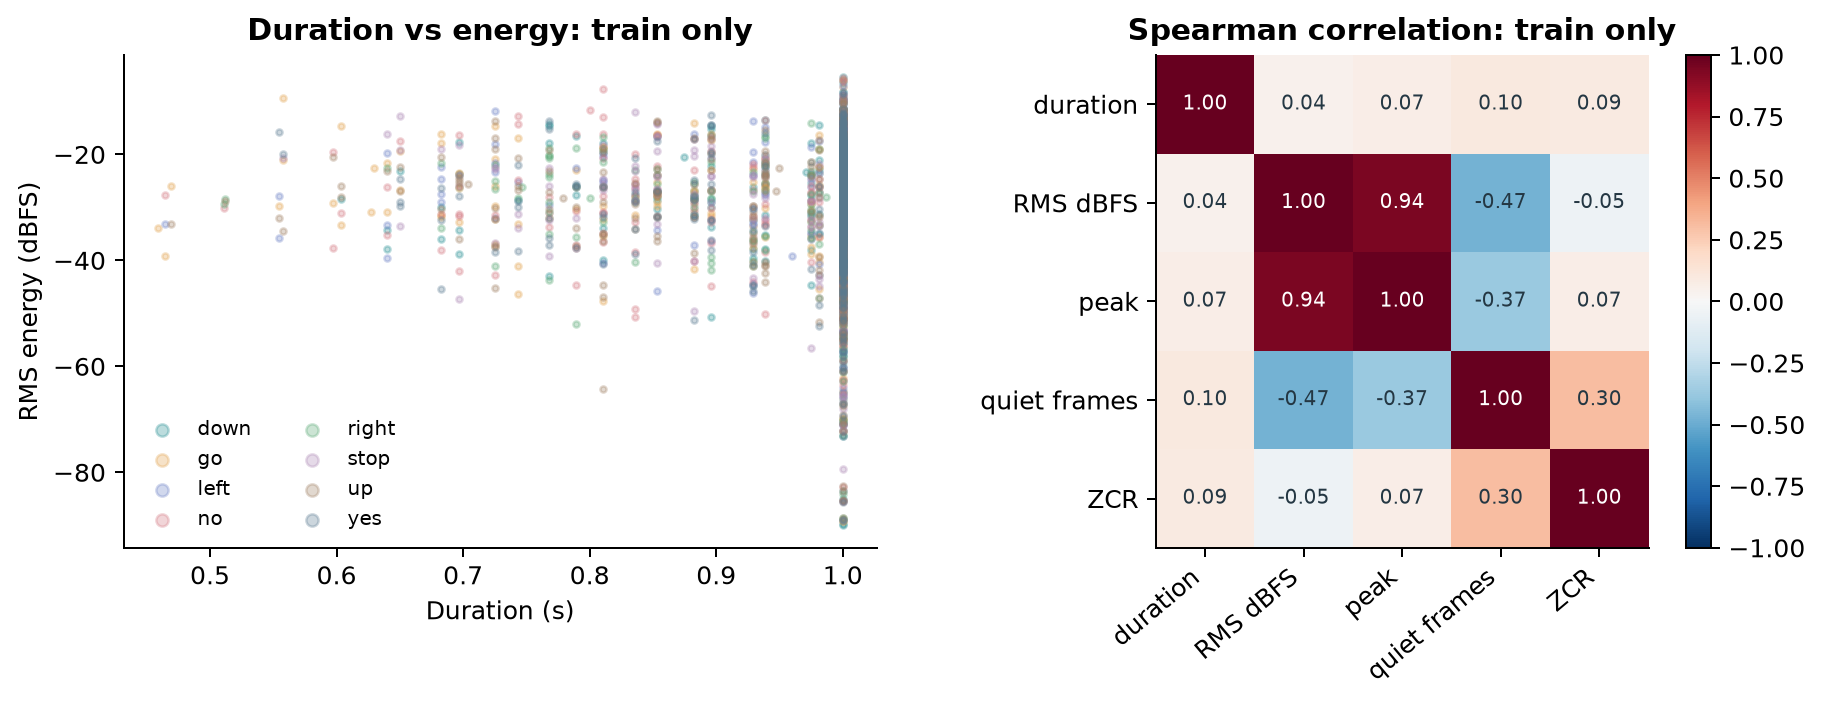 Duration vs energy: train only
RMS energy (dBFS)
−20
−40
−60
−80
down
go
left
no
right
stop
up
yes
0.5 0.6 0.7 0.8 0.9 1.0
Duration (s)
Spearman correlation: train only
duration 1.00 0.04 0.07 0.10 0.09
RMS dBFS 0.04 1.00 0.94 -0.47 -0.05
peak 0.07 0.94 1.00 -0.37 0.07
quiet frames 0.10 -0.47 -0.37 1.00 0.30
ZCR 0.09 -0.05 0.07 0.30 1.00
duration RMS dBFS peak quiet frames ZCR
1.00
0.75
0.50
0.25
0.00
−0.25
−0.50
−0.75
−1.00